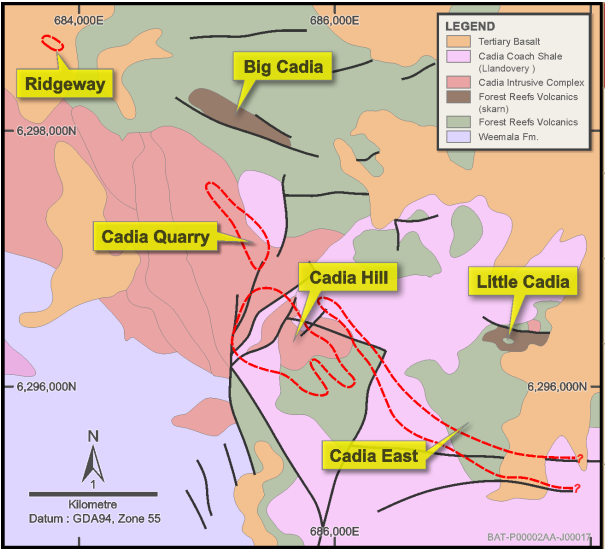 684,000E
686,000E
LEGEND
Tertiary Basalt
Cadia Coach Shale
(Llandovery )
Cadia Intrusive Complex
Forest Reefs Volcanics
(skarn)
Forest Reefs Volcanics
Weemala Fm.
Ridgeway
Big Cadia
6,298,000N
Cadia Quarry
Cadia Hill
Little Cadia
6,296,000N
6,296,000N
Cadia East
?
?
N
1
Kilometre
Datum : GDA94, Zone 55
686,000E
BAT-P00002AA-J00017